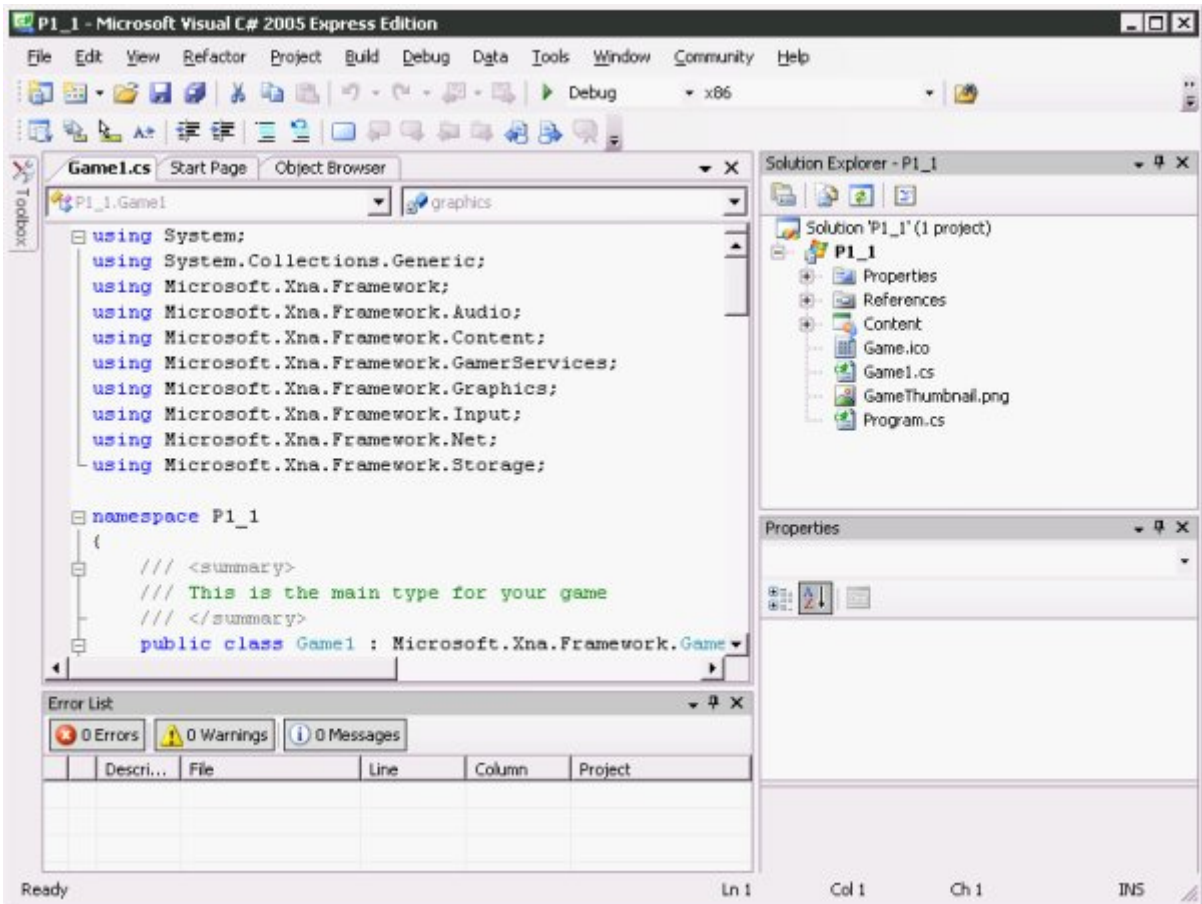 P1_1 - Microsoft Visual C# 2005 Express Edition
File Edit View Refactor Project Build Debug Data Tools Window Community Help
Debug x86
Toolbox
Game1.cs Start Page Object Browser
P1_1.Game1 graphics
using System;
using System.Collections.Generic;
using Microsoft.Xna.Framework;
using Microsoft.Xna.Framework.Audio;
using Microsoft.Xna.Framework.Content;
using Microsoft.Xna.Framework.GamerServices;
using Microsoft.Xna.Framework.Graphics;
using Microsoft.Xna.Framework.Input;
using Microsoft.Xna.Framework.Net;
using Microsoft.Xna.Framework.Storage;
namespace P1_1
{
/// <summary>
/// This is the main type for your game
/// </summary>
public class Game1 : Microsoft.Xna.Framework.Game
Error List
0 Errors 0 Warnings 0 Messages
Descri... File Line Column Project
Solution Explorer - P1_1
Solution 'P1_1' (1 project)
P1_1
Properties
References
Content
Game.ico
Game1.cs
GameThumbnail.png
Program.cs
Properties
Ready Ln 1 Col 1 Ch 1 INS